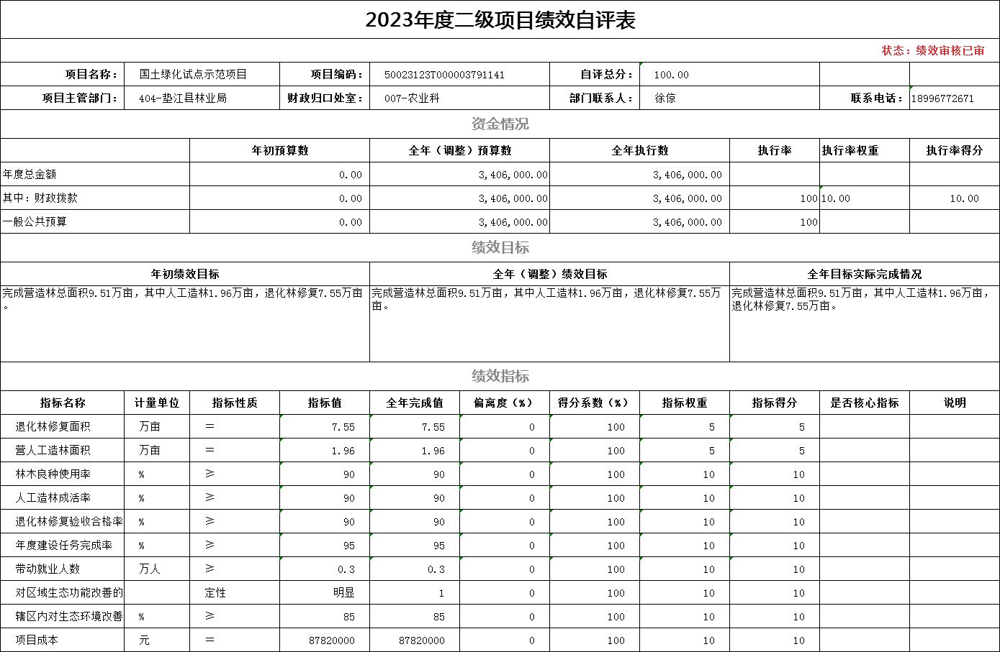 2023年度二级项目绩效自评表
状态：绩效审核已审
项目名称： 国土绿化试点示范项目 项目编码： 50023123T000003791141 自评总分： 100.00
项目主管部门： 404-垫江县林业局 财政归口处室： 007-农业科 部门联系人： 徐倞 联系电话： 18996772671
资金情况
年初预算数 全年（调整）预算数 全年执行数 执行率 执行率权重 执行率得分
年度总金额 0.00 3,406,000.00 3,406,000.00
其中：财政拨款 0.00 3,406,000.00 3,406,000.00 100 10.00 10.00
一般公共预算 0.00 3,406,000.00 3,406,000.00 100
绩效目标
年初绩效目标 全年（调整）绩效目标 全年目标实际完成情况
完成营造林总面积9.51万亩，其中人工造林1.96万亩，退化林修复7.55万亩
。
完成营造林总面积9.51万亩，其中人工造林1.96万亩，退化林修复7.55万
亩。
完成营造林总面积9.51万亩，其中人工造林1.96万亩，
退化林修复7.55万亩。
绩效指标
指标名称 计量单位 指标性质 指标值 全年完成值 偏离度（%） 得分系数（%） 指标权重 指标得分 是否核心指标 说明
退化林修复面积 万亩 ＝ 7.55 7.55 0 100 5 5
营人工造林面积 万亩 ＝ 1.96 1.96 0 100 5 5
林木良种使用率 % ≥ 90 90 0 100 10 10
人工造林成活率 % ≥ 90 90 0 100 10 10
退化林修复验收合格率 % ≥ 90 90 0 100 10 10
年度建设任务完成率 % ≥ 95 95 0 100 10 10
带动就业人数 万人 ≥ 0.3 0.3 0 100 10 10
对区域生态功能改善的 定性 明显 1 0 100 10 10
辖区内对生态环境改善 % ≥ 85 85 0 100 10 10
项目成本 元 ＝ 87820000 87820000 0 100 10 10